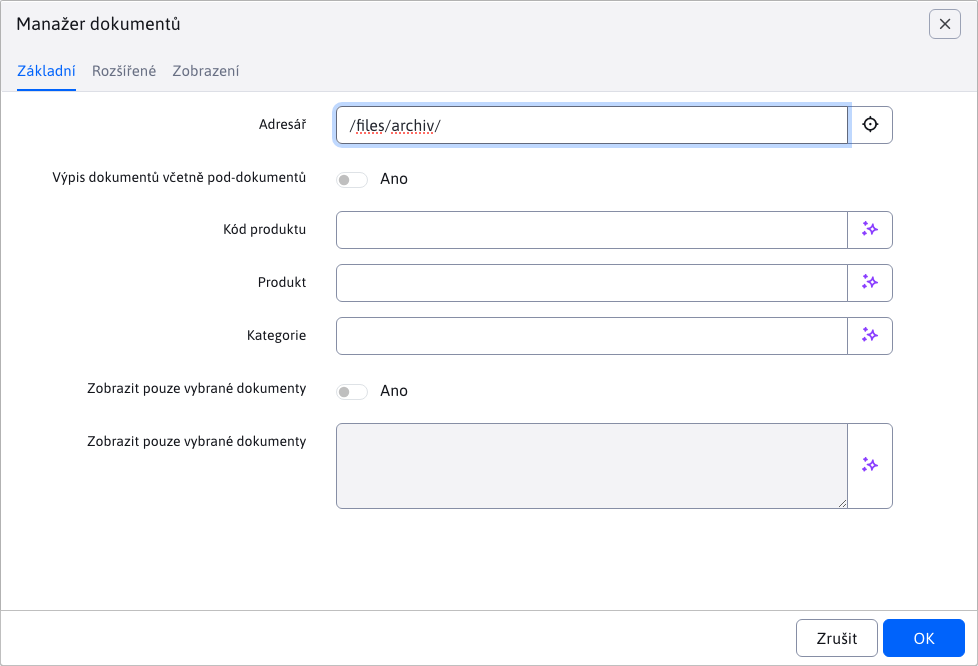 Manažer dokumentů
Základní Rozšířené Zobrazení
Adresář /files/archiv/
Výpis dokumentů včetně pod-dokumentů Ano
Kód produktu
Produkt
Kategorie
Zobrazit pouze vybrané dokumenty Ano
Zobrazit pouze vybrané dokumenty
Zrušit OK